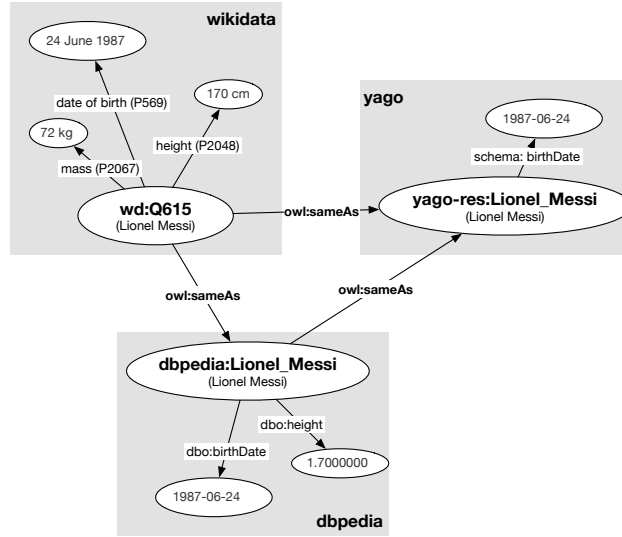 wikidata
24 June 1987
date of birth (P569)
170 cm
72 kg
height (P2048)
mass (P2067)
wd:Q615
(Lionel Messi)
owl:sameAs
yago
1987-06-24
schema: birthDate
yago-res:Lionel_Messi
(Lionel Messi)
owl:sameAs
owl:sameAs
dbpedia:Lionel_Messi
(Lionel Messi)
dbo:height
dbo:birthDate
1.7000000
1987-06-24
dbpedia